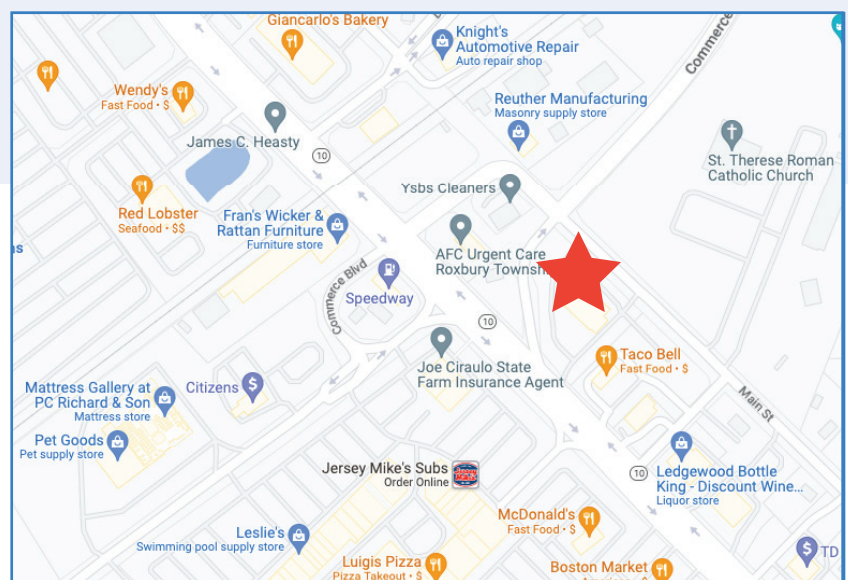 Giancarlo's Bakery
Knight's
Automotive Repair
Auto repair shop
Commerce
Wendy's
Fast Food • $
Reuther Manufacturing
Masonry supply store
James C. Heasty
10
St. Therese Roman
Catholic Church
Ysbs Cleaners
Red Lobster
Seafood • $$
Fran's Wicker &
Rattan Furniture
Furniture store
AFC Urgent Care
Roxbury
Commerce Blvd
Speedway
10
Joe Ciraulo State
Farm Insurance Agent
Taco Bell
Fast Food • $
Mattress Gallery at
PC Richard & Son
Mattress store
Citizens
Main St
Pet Goods
Pet supply store
Jersey Mike's Subs
Order Online
10
Ledgewood Bottle
King - Discount Wine...
Liquor store
McDonald's
Fast Food • $
Leslie's
Swimming pool supply store
Luigis Pizza
Pizza Takeout • $
Boston Market
TD